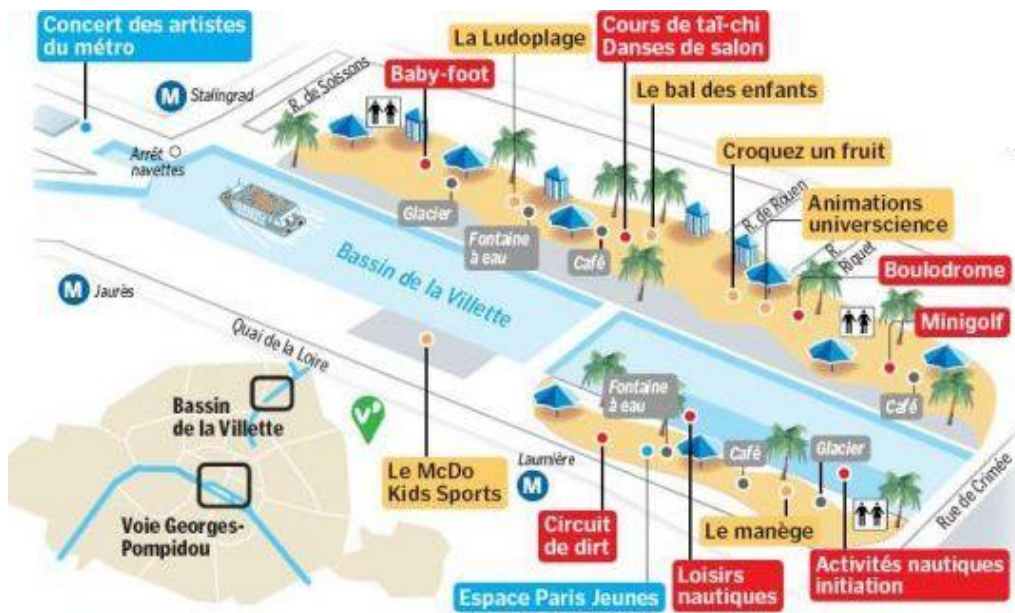 Concert des artistes
du métro
La Ludoplage
Cours de taï-chi
Danses de salon
Baby-foot
Le bal des enfants
M Stalingrad
R. de Soissons
Croquez un fruit
Arrêt
navettes
R. de Rouen
Animations
universcience
Glacier
Fontaine
à eau
Café
R.
Riquet
Boulodrome
M Jaurès
Bassin de la Villette
Minigolf
Quai de la Loire
Fontaine
à eau
Café
Bassin
de la Villette
V'
Café
Glacier
Le McDo
Kids Sports
Laumière
M
Rue de Crimée
Voie Georges-
Pompidou
Circuit
de dirt
Le manège
Espace Paris Jeunes
Loisirs
nautiques
Activités nautiques
initiation